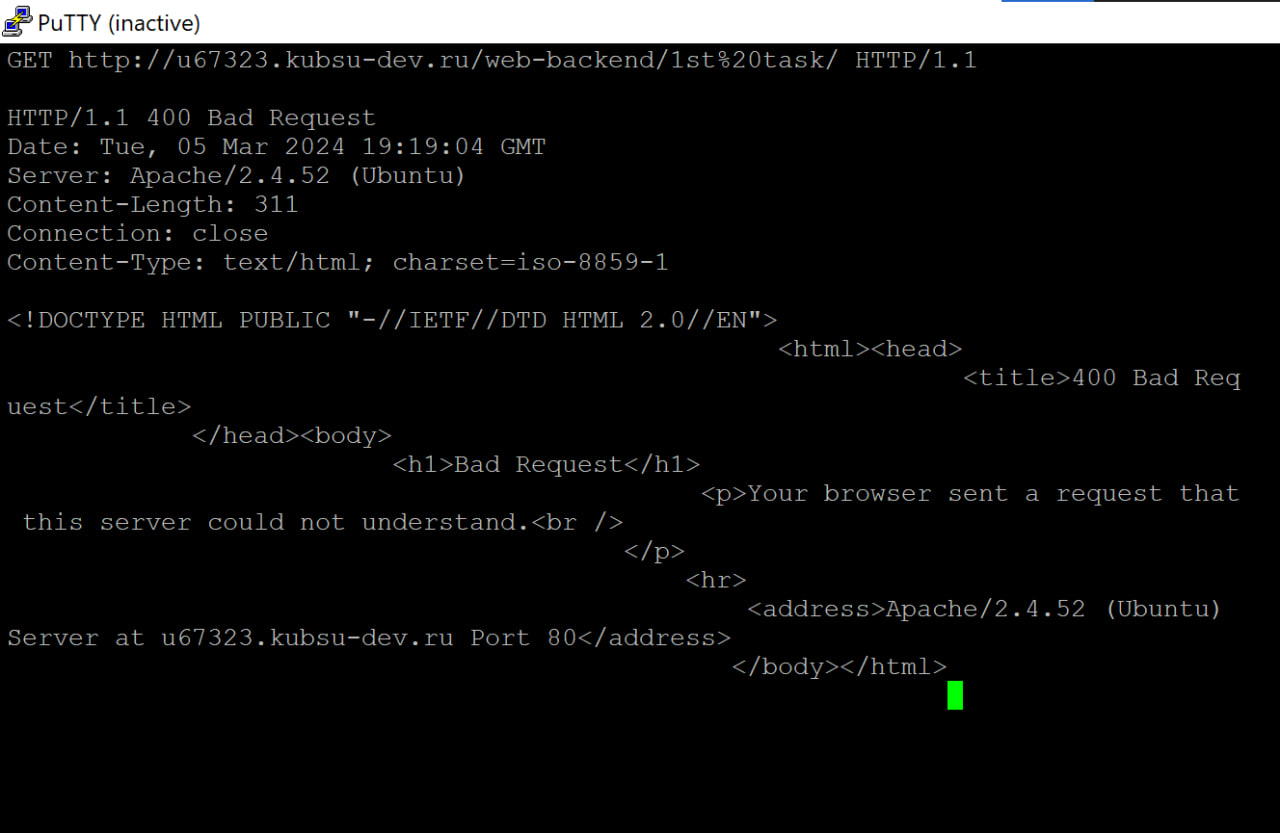 PuTTY (inactive)
GET http://u67323.kubsu-dev.ru/web-backend/1st%20task/ HTTP/1.1
HTTP/1.1 400 Bad Request
Date: Tue, 05 Mar 2024 19:19:04 GMT
Server: Apache/2.4.52 (Ubuntu)
Content-Length: 311
Connection: close
Content-Type: text/html; charset=iso-8859-1
<!DOCTYPE HTML PUBLIC "-//IETF//DTD HTML 2.0//EN">
<html><head>
<title>400 Bad Req
uest</title>
</head><body>
<h1>Bad Request</h1>
<p>Your browser sent a request that
this server could not understand.<br />
</p>
<hr>
<address>Apache/2.4.52 (Ubuntu)
Server at u67323.kubsu-dev.ru Port 80</address>
</body></html>